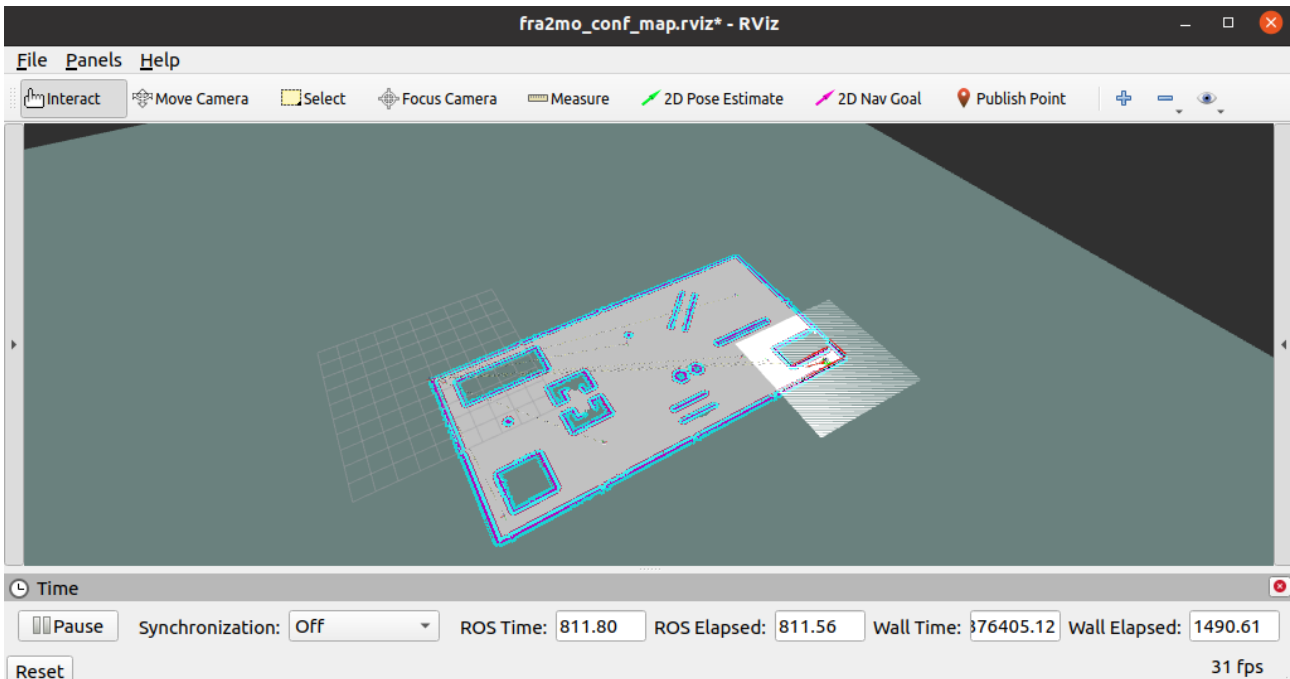 fra2mo_conf_map.rviz* - RViz
File Panels Help
Interact Move Camera Select Focus Camera Measure 2D Pose Estimate 2D Nav Goal Publish Point
Time
Pause Synchronization: Off ROS Time: 811.80 ROS Elapsed: 811.56 Wall Time: 376405.12 Wall Elapsed: 1490.61
Reset 31 fps